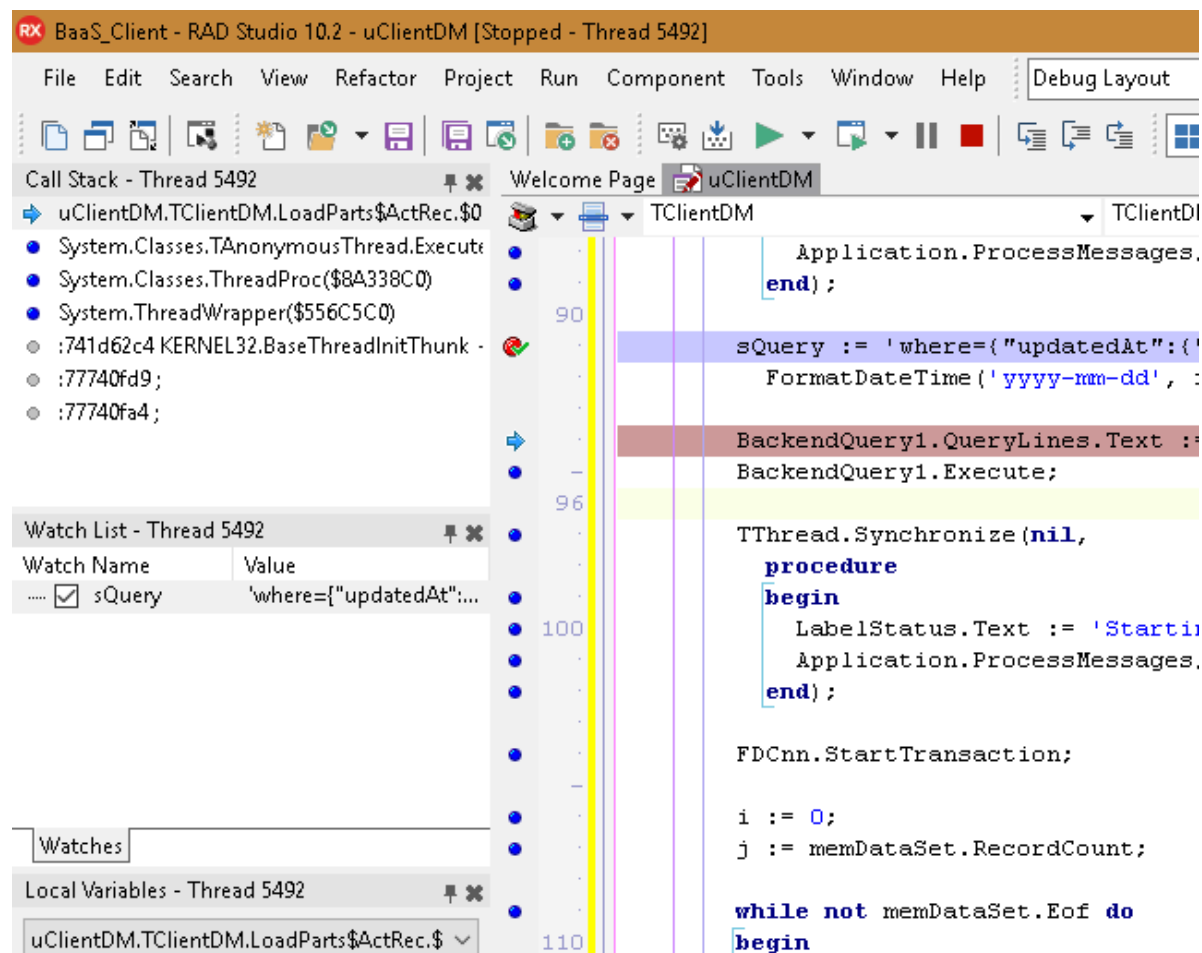 RX BaaS_Client - RAD Studio 10.2 - uClientDM [Stopped - Thread 5492]
File Edit Search View Refactor Project Run Component Tools Window Help Debug Layout
Call Stack - Thread 5492
uClientDM.TClientDM.LoadParts$ActRec.$0
System.Classes.TAnonymousThread.Execute
System.Classes.ThreadProc($8A338C0)
System.ThreadWrapper($556C5C0)
:741d62c4 KERNEL32.BaseThreadInitThunk -
:77740fd9 ;
:77740fa4 ;
Watch List - Thread 5492
Watch Name Value
sQuery 'where={"updatedAt":...
Watches
Local Variables - Thread 5492
uClientDM.TClientDM.LoadParts$ActRec.$
Welcome Page uClientDM
TClientDM TClientD
Application.ProcessMessages
end);
90
sQuery := 'where={"updatedAt":{
FormatDateTime('yyyy-mm-dd',
BackendQuery1.QueryLines.Text :=
BackendQuery1.Execute;
96
TThread.Synchronize(nil,
procedure
begin
100 LabelStatus.Text := 'Starti
Application.ProcessMessages
end);
FDCnn.StartTransaction;
i := 0;
j := memDataSet.RecordCount;
while not memDataSet.Eof do
110 begin